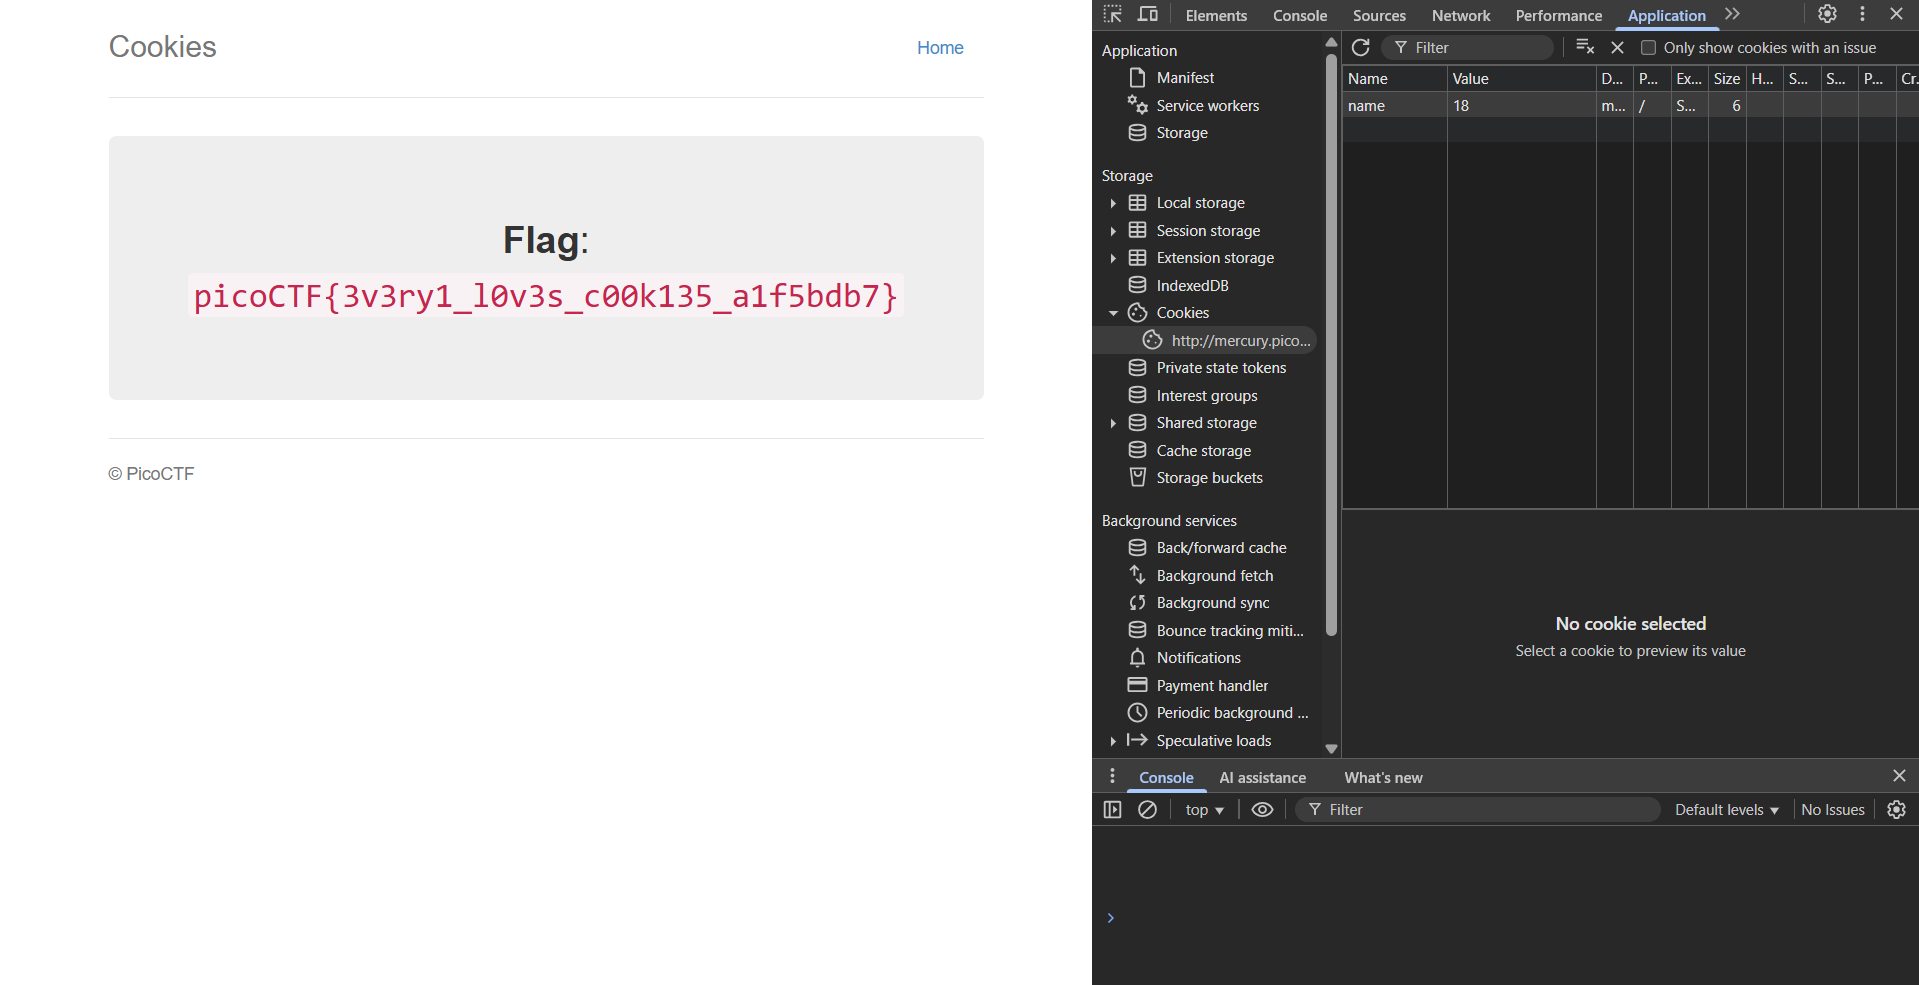 Cookies
Home
Flag:
picoCTF{3v3ry1_l0v3s_c00k135_a1f5bdb7}
© PicoCTF
Elements Console Sources Network Performance Application
Application
Manifest
Service workers
Storage
Storage
Local storage
Session storage
Extension storage
IndexedDB
Cookies
http://mercury.pico...
Private state tokens
Interest groups
Shared storage
Cache storage
Storage buckets
Background services
Back/forward cache
Background fetch
Background sync
Bounce tracking miti...
Notifications
Payment handler
Periodic background ...
Speculative loads
Filter
Only show cookies with an issue
Name Value D... P... Ex... Size H... S... S... P... Cr.
name 18 m... / S... 6
No cookie selected
Select a cookie to preview its value
Console AI assistance What's new
top Filter Default levels No Issues